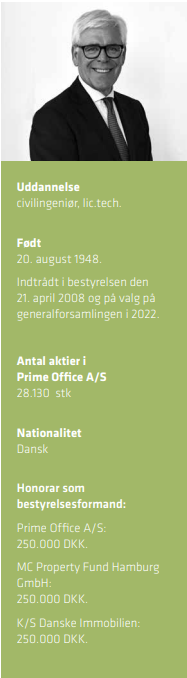 Uddannelse
civilingeniør, lic.tech.
Født
20. august 1948.
Indtrådt i bestyrelsen den
21. april 2008 og på valg på
generalforsamlingen i 2022.
Antal aktier i
Prime Office A/S
28.130  stk
Nationalitet
Dansk
Honorar som
bestyrelsesformand:
Prime Office A/S:
250.000 DKK.
MC Property Fund Hamburg
GmbH:
250.000 DKK.
K/S Danske Immobilien:
250.000 DKK.